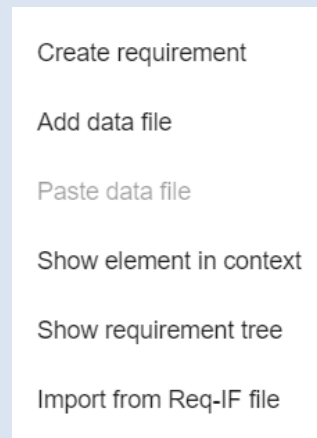 Create requirement
Add data file
Paste data file
Show element in context
Show requirement tree
Import from Req-IF file